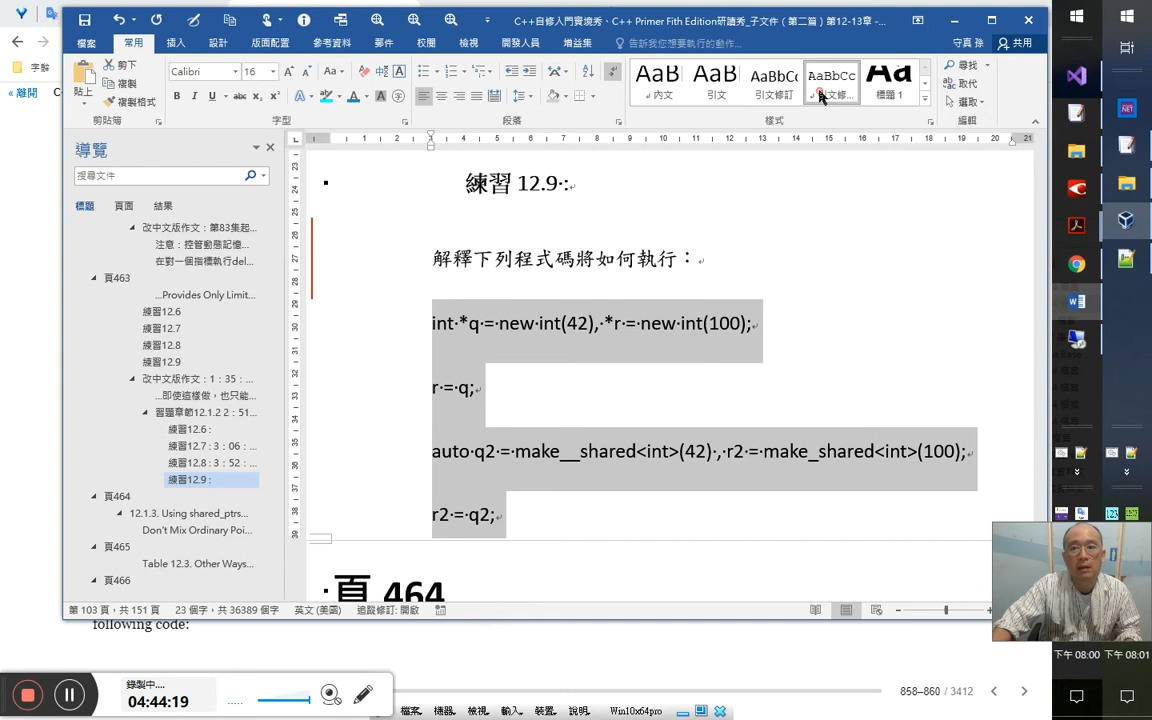 C++自修入門實境秀、C++ Primer Fith Edition研讀秀_子文件（第二篇）第12-13章 -...
檔案 常用 插入 設計 版面配置 參考資料 郵件 校閱 檢視 開發人員 增益集 告訴我您想要執行的動作... 守真 孫 共用
字齡
« 離開
貼上 剪下 複製 複製格式 剪貼簿
Calibri 16 字型
段落
AaB AaB AaBbCc AaBbCc AaA
內文 引文 引文修訂 標題 1
樣式
尋找 取代 選取 編輯
導覽
搜尋文件
標題 頁面 結果
改中文版作文：第83集起...
注意：控管動態記憶...
在對一個指標執行del...
頁463
...Provides Only Limit...
練習12.6
練習12.7
練習12.8
練習12.9
改中文版作文：1：35：...
...即使這樣做，也只能...
習題章節12.1.2 2：51...
練習12.6 :
練習12.7：3：06：...
練習12.8：3：52：...
練習12.9 :
頁464
12.1.3. Using shared_ptrs...
Don't Mix Ordinary Poi...
頁465
Table 12.3. Other Ways...
頁466
練習 12.9 :
解釋下列程式碼將如何執行：
int *q = new int(42), *r = new int(100);
r = q;
auto q2 = make__shared<int>(42) , r2 = make_shared<int>(100);
r2 = q2;
頁 464
第 103 頁，共 151 頁 23 個字，共 36389 個字 英文 (美國) 追蹤修訂: 開啟
following code:
錄製中....
04:44:19
858–860 / 3412
檔案 機器 檢視 輸入 裝置 說明 Win10x64pro
下午 08:00 下午 08:01